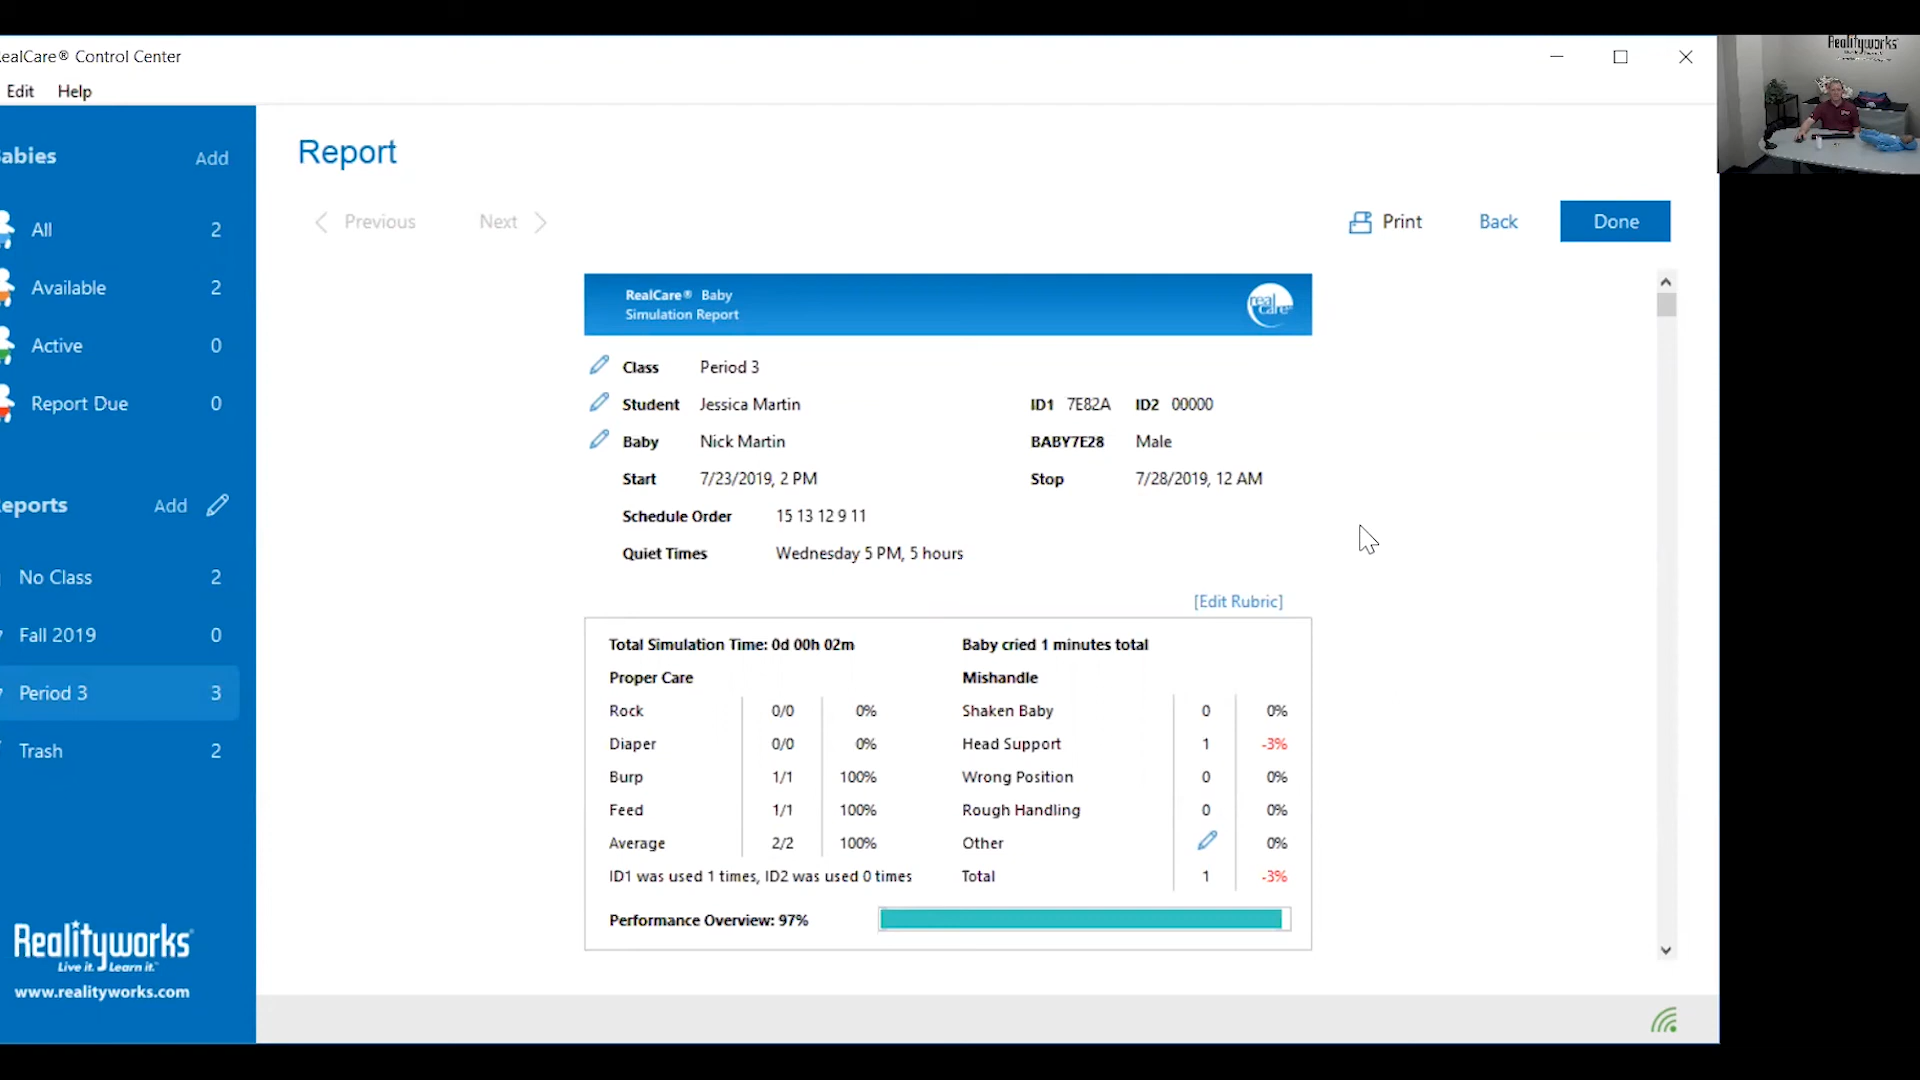 RealCare® Control Center
Edit Help
Babies Add
All 2
Available 2
Active 0
Report Due 0
Reports Add
No Class 2
Fall 2019 0
Period 3 3
Trash 2
Realityworks
Live it. Learn it.™
www.realityworks.com
Report
Previous Next
Print Back Done
RealCare® Baby
Simulation Report
real care
Class Period 3
Student Jessica Martin ID1 7E82A ID2 00000
Baby Nick Martin BABY7E28 Male
Start 7/23/2019, 2 PM Stop 7/28/2019, 12 AM
Schedule Order 15 13 12 9 11
Quiet Times Wednesday 5 PM, 5 hours
[Edit Rubric]
Total Simulation Time: 0d 00h 02m Baby cried 1 minutes total
Proper Care Mishandle
Rock 0/0 0% Shaken Baby 0 0%
Diaper 0/0 0% Head Support 1 -3%
Burp 1/1 100% Wrong Position 0 0%
Feed 1/1 100% Rough Handling 0 0%
Average 2/2 100% Other 0%
ID1 was used 1 times, ID2 was used 0 times Total 1 -3%
Performance Overview: 97%
Realityworks